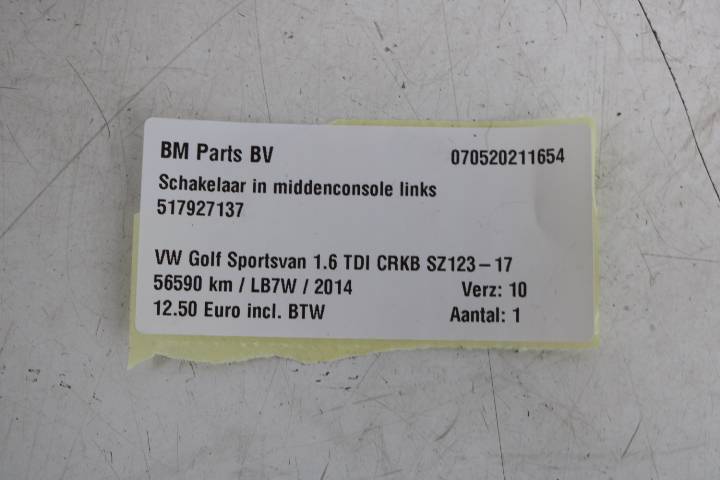 BM Parts BV 070520211654
Schakelaar in middenconsole links
517927137
VW Golf Sportsvan 1.6 TDI CRKB SZ123-17
56590 km / LB7W / 2014 Verz: 10
12.50 Euro incl. BTW Aantal: 1